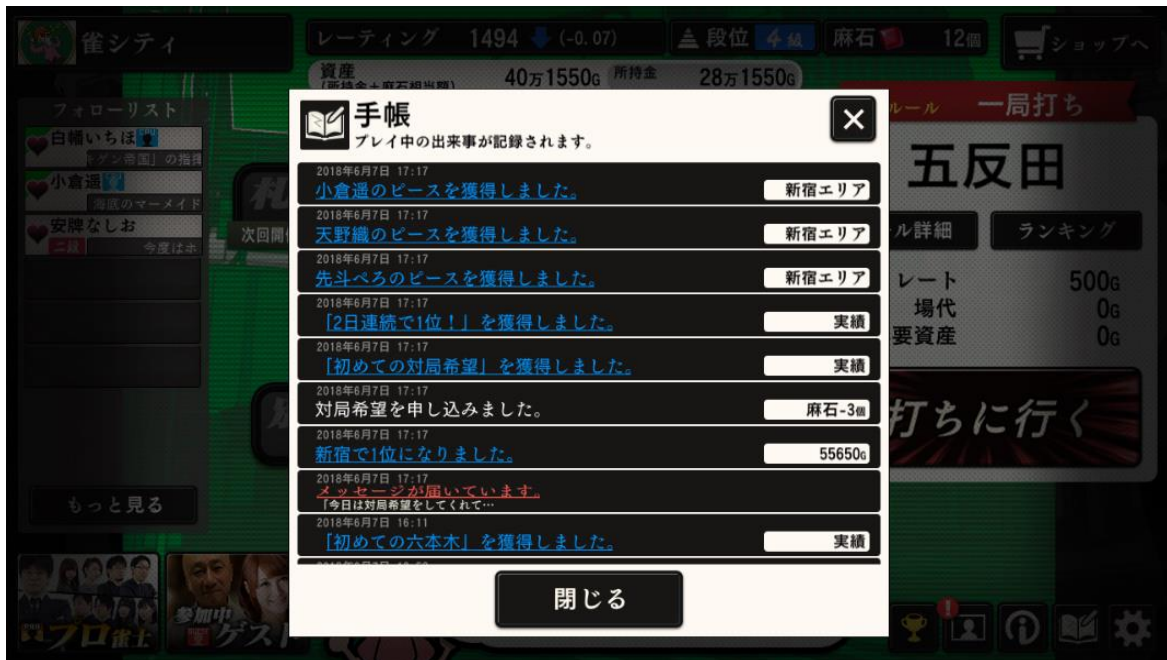 雀シティ
レーティング 1494 (-0.07)
段位 4級
麻石 12個
ショップへ
資産
(所持金+麻石相当額)
40万1550G
所持金 28万1550G
フォローリスト
白幡いちほ
小倉遥
海底のマーメイド
安牌なしお
二段 今度はホ
もっと見る
手帳
プレイ中の出来事が記録されます。
2018年6月7日 17:17
小倉遥のピースを獲得しました。 新宿エリア
2018年6月7日 17:17
天野織のピースを獲得しました。 新宿エリア
2018年6月7日 17:17
先斗ぺろのピースを獲得しました。 新宿エリア
2018年6月7日 17:17
「2日連続で1位!」を獲得しました。 実績
2018年6月7日 17:17
「初めての対局希望」を獲得しました。 実績
2018年6月7日 17:17
対局希望を申し込みました。 麻石-3個
2018年6月7日 17:17
新宿で1位になりました。 55650G
2018年6月7日 17:17
メッセージが届いています。
「今日は対局希望をしてくれて…
2018年6月7日 16:11
「初めての六本木」を獲得しました。 実績
閉じる
次回開催
ルール 一局打ち
五反田
ル詳細
ランキング
レート 500G
場代 0G
要資産 0G
打ちに行く
プロ雀士
参加中
ゲスト